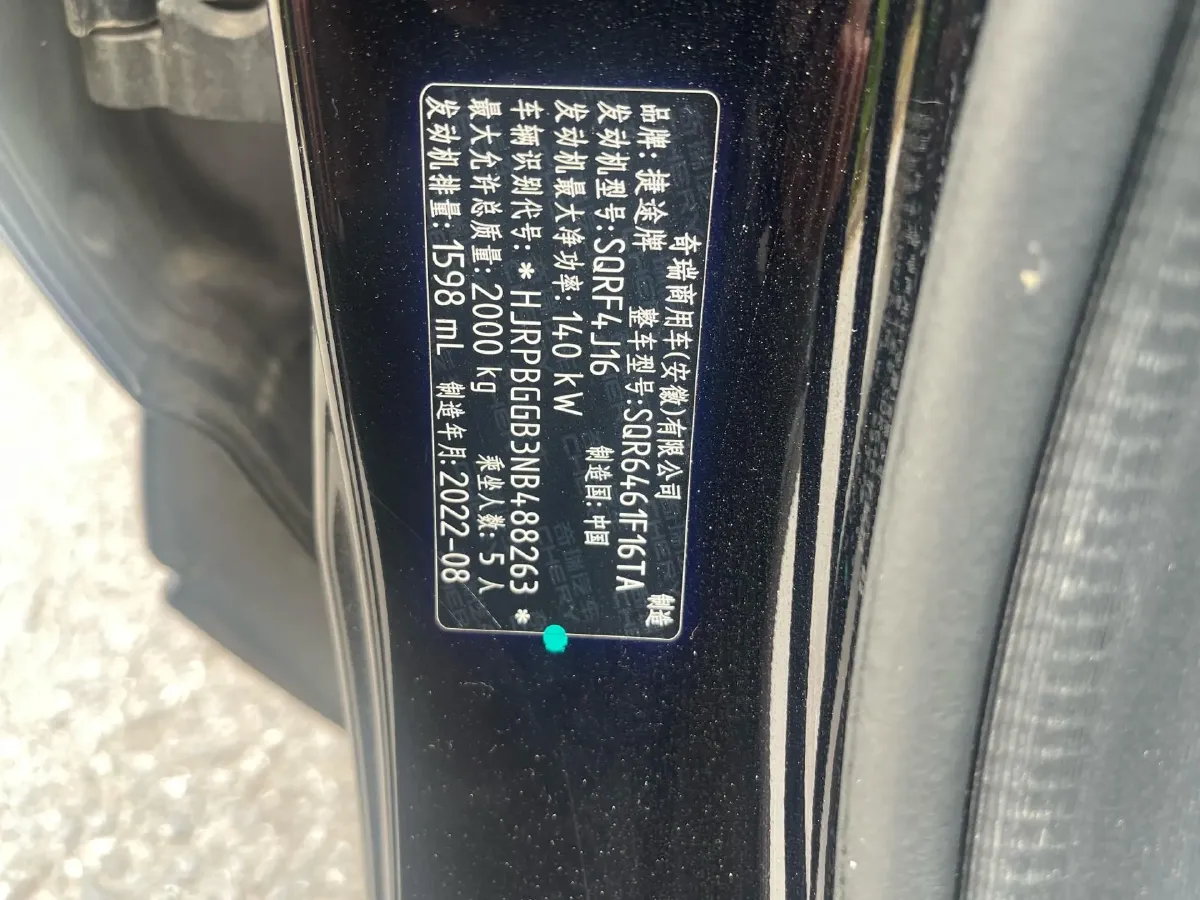 奇瑞商用车(安徽)有限公司 制造
品牌: 捷途牌 整车型号: SQR6461F16TA
发动机型号: SQRF4J16 制造国: 中国
发动机最大净功率: 140 kW
车辆识别代号: * HJRPBGGB3NB488263 *
最大允许总质量: 2000 kg 乘坐人数: 5 人
发动机排量: 1598 mL 制造年月: 2022-08